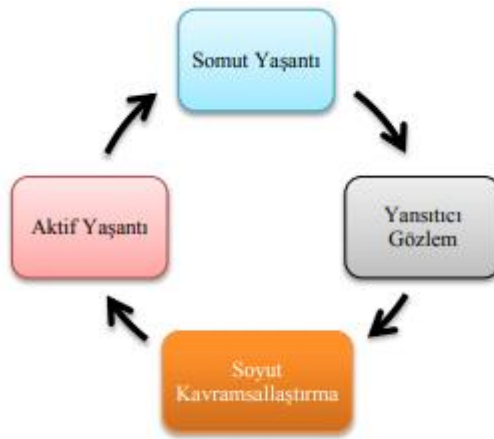 Somut Yaşantı
Aktif Yaşantı
Yansıtıcı
Gözlem
Soyut
Kavramsallaştırma